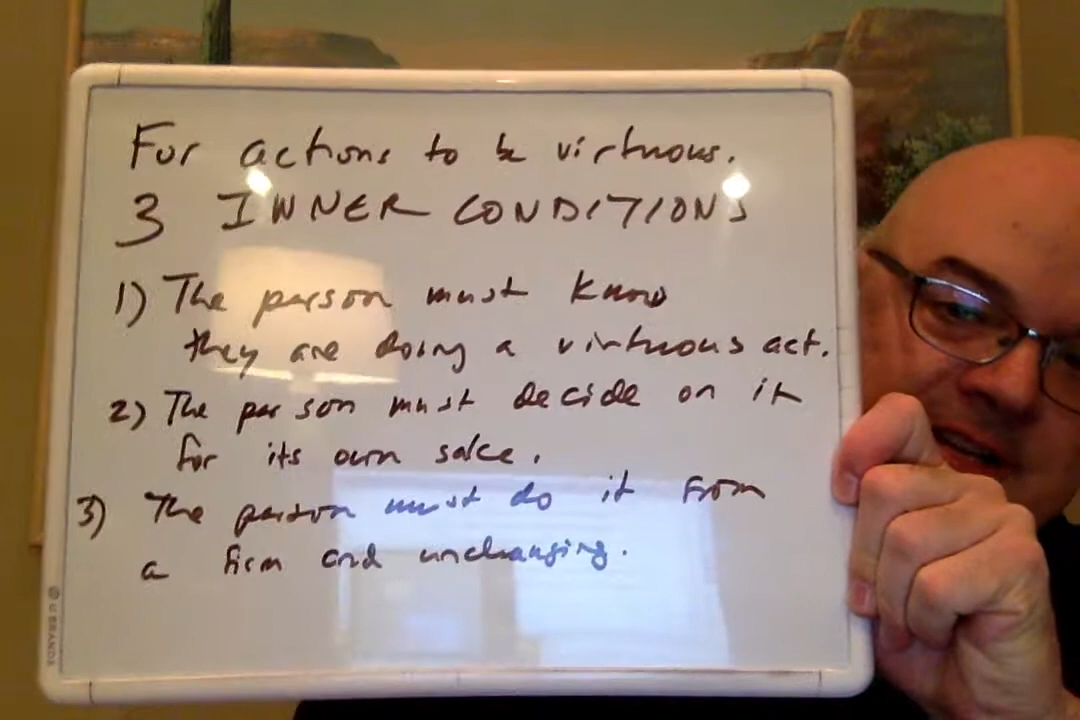 For actions to be virtuous.
3 INNER CONDITIONS
1) The person must know
they are doing a virtuous act.
2) The person must decide on it
for its own sake.
3) The person must do it from
a firm and unchanging.
U BRANDS